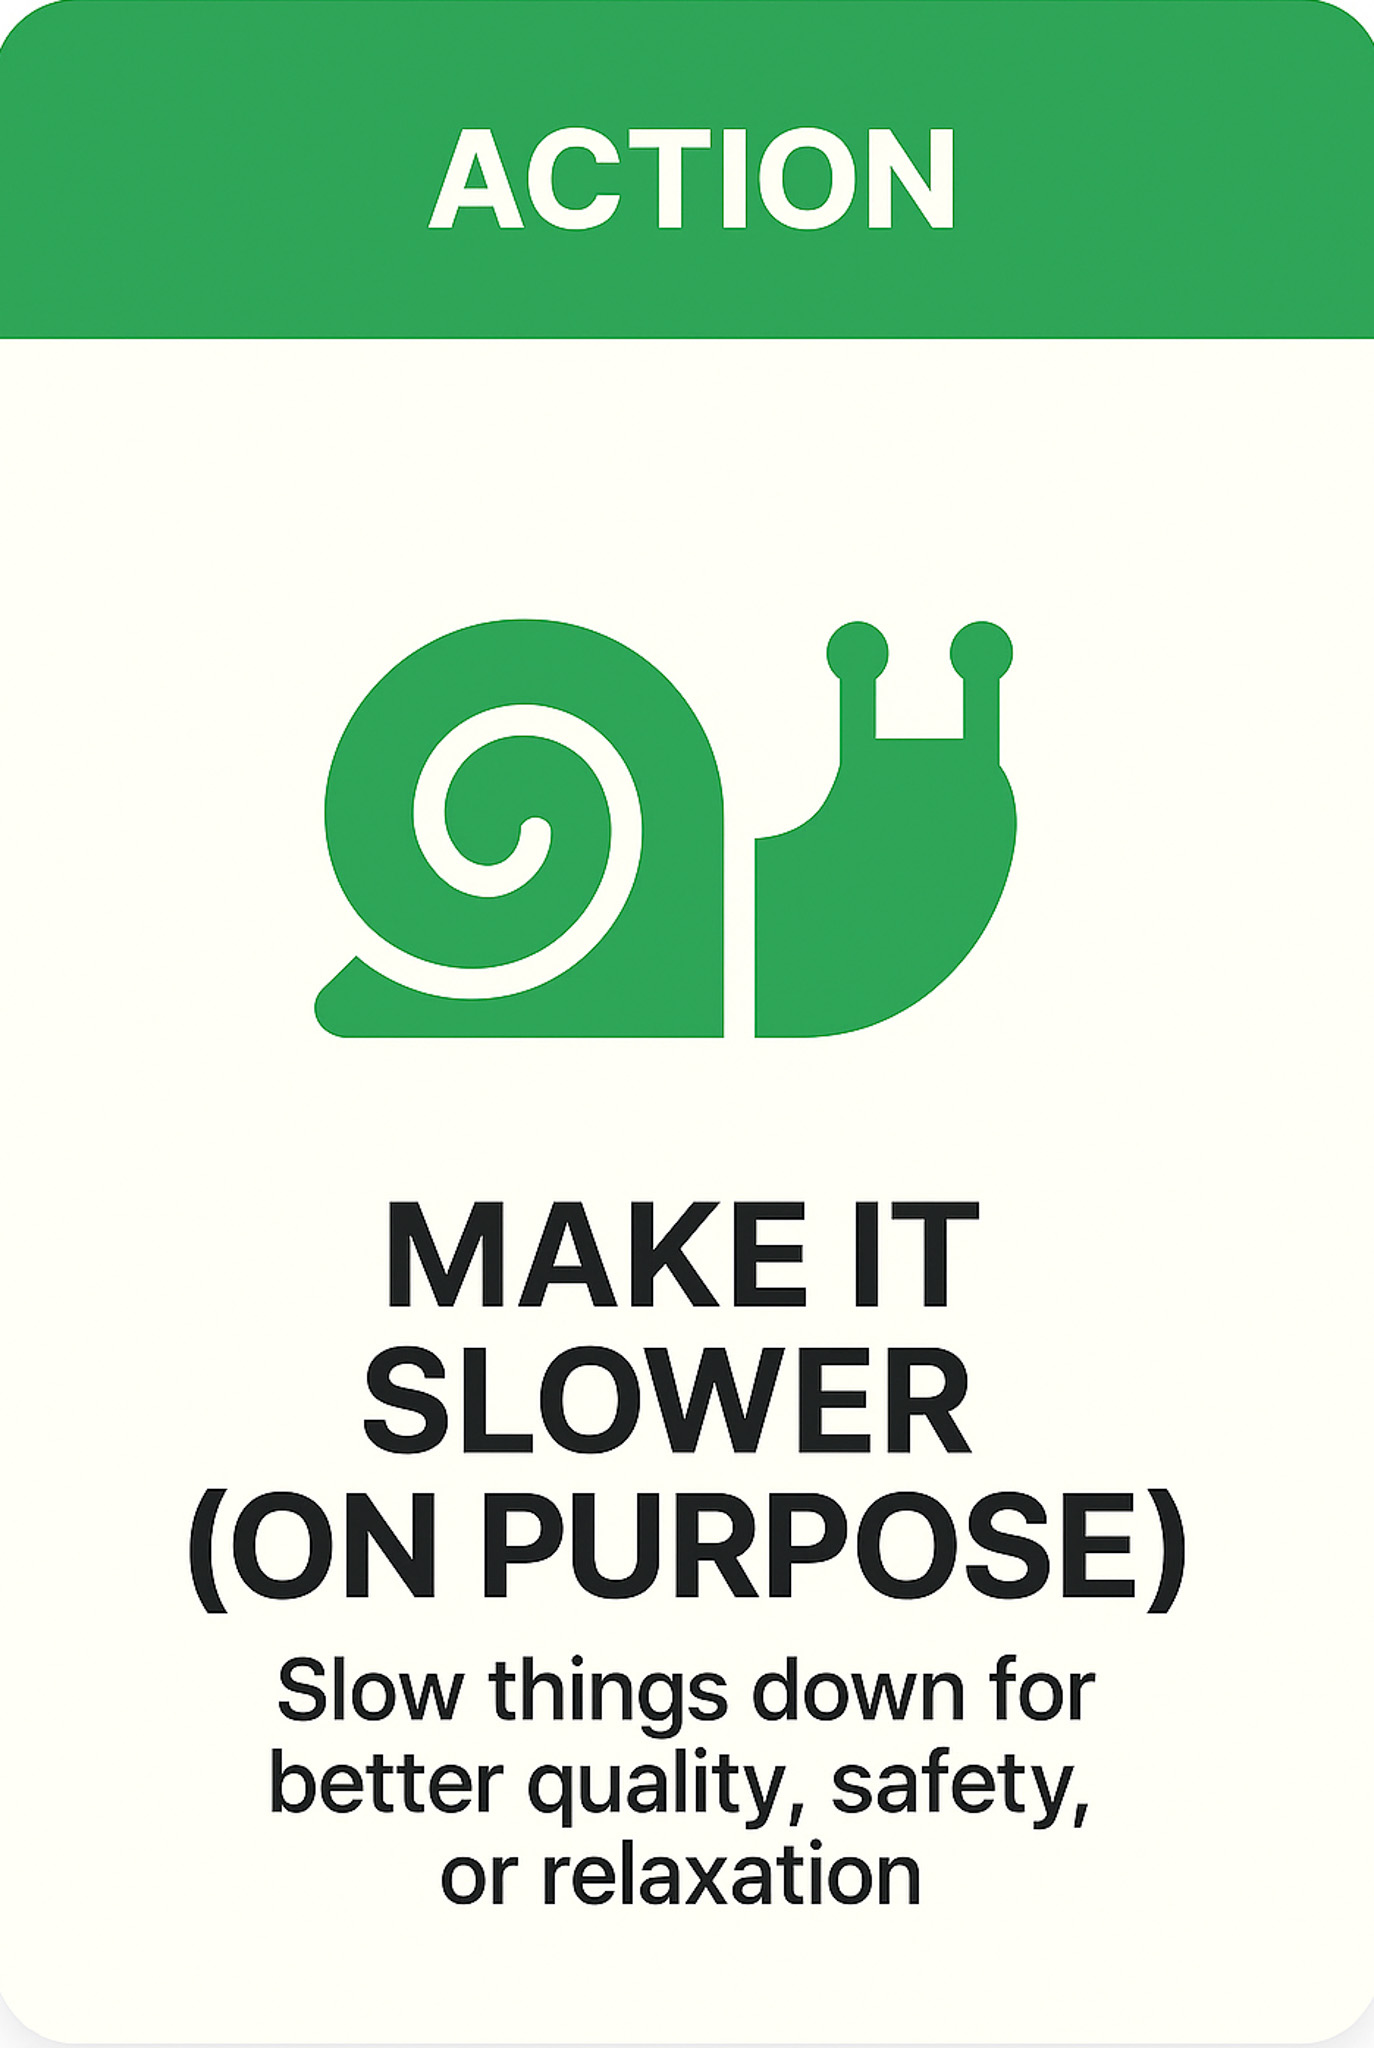 ACTION
MAKE IT
SLOWER
(ON PURPOSE)
Slow things down for
better quality, safety,
or relaxation